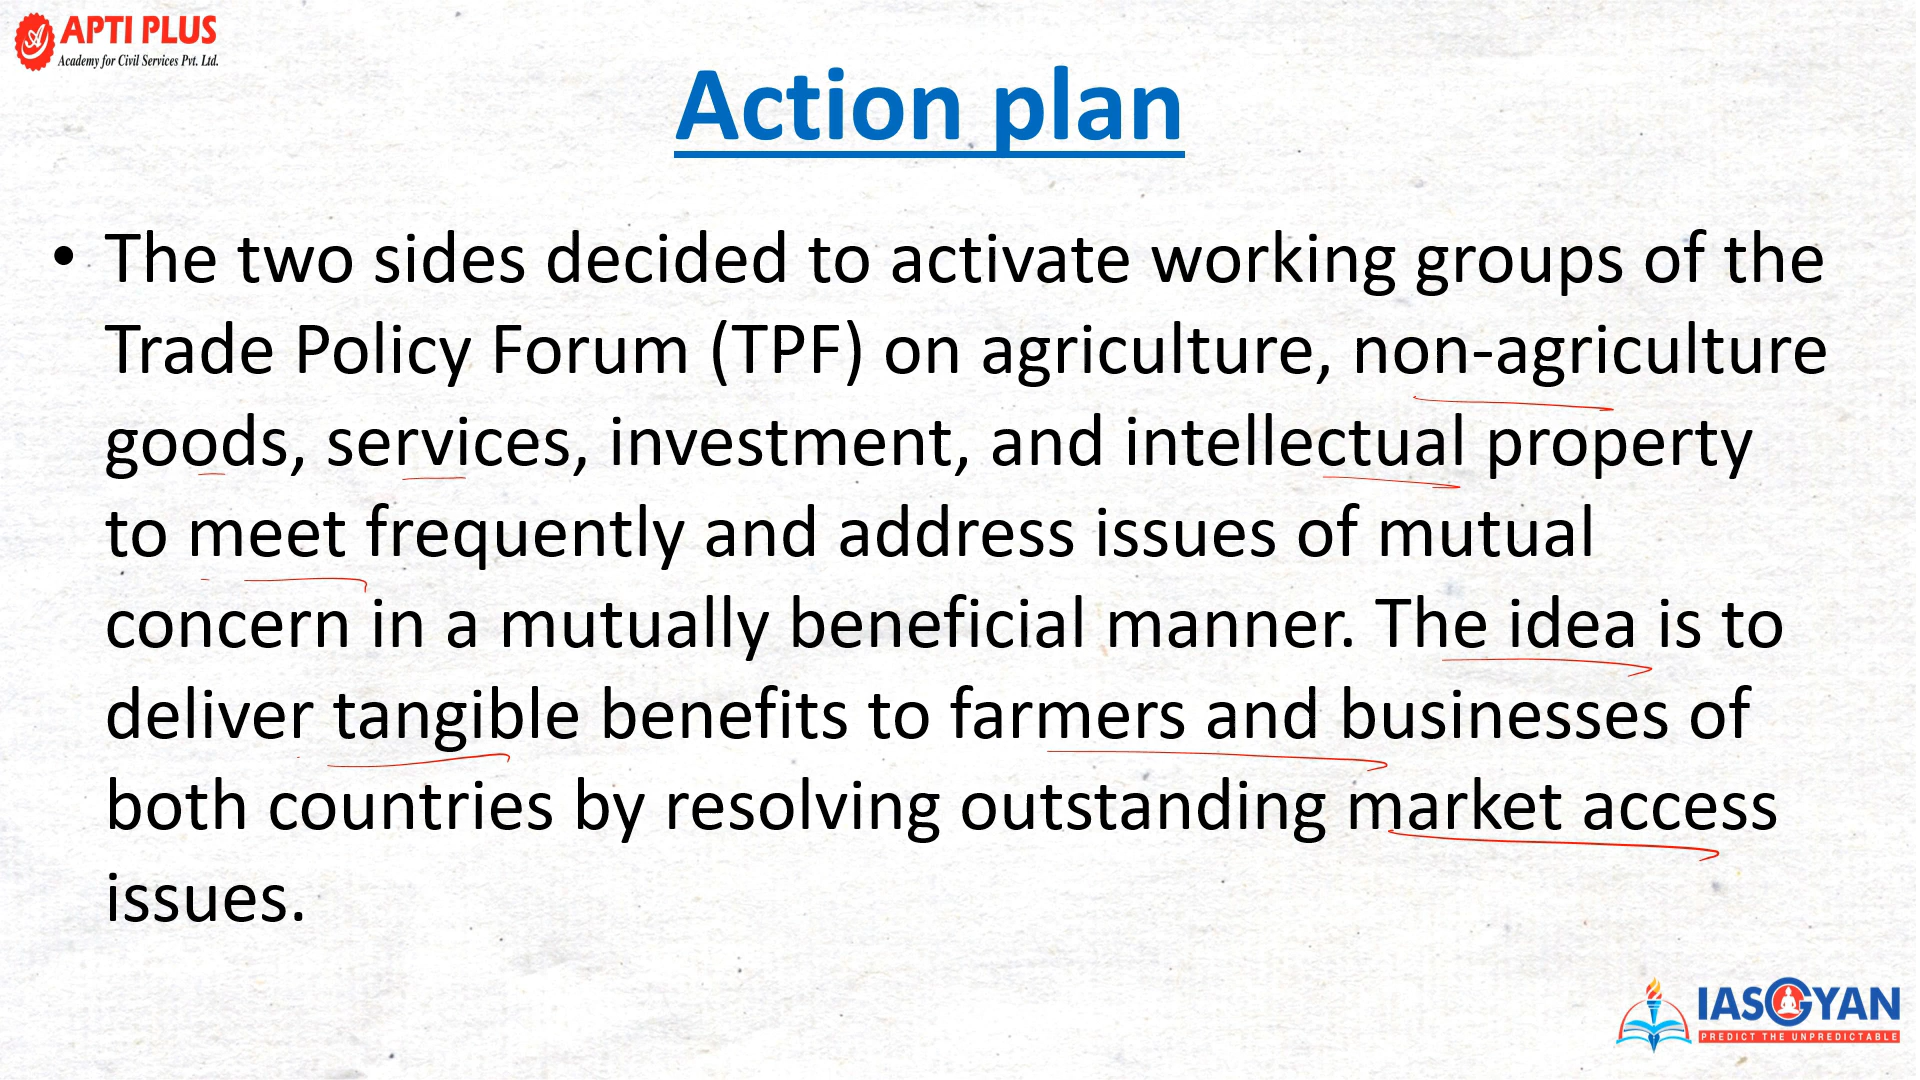 APTI PLUS
Academy for Civil Services Pvt. Ltd.
Action plan
• The two sides decided to activate working groups of the
Trade Policy Forum (TPF) on agriculture, non-agriculture
goods, services, investment, and intellectual property
to meet frequently and address issues of mutual
concern in a mutually beneficial manner. The idea is to
deliver tangible benefits to farmers and businesses of
both countries by resolving outstanding market access
issues.
IASGYAN
PREDICT THE UNPREDICTABLE